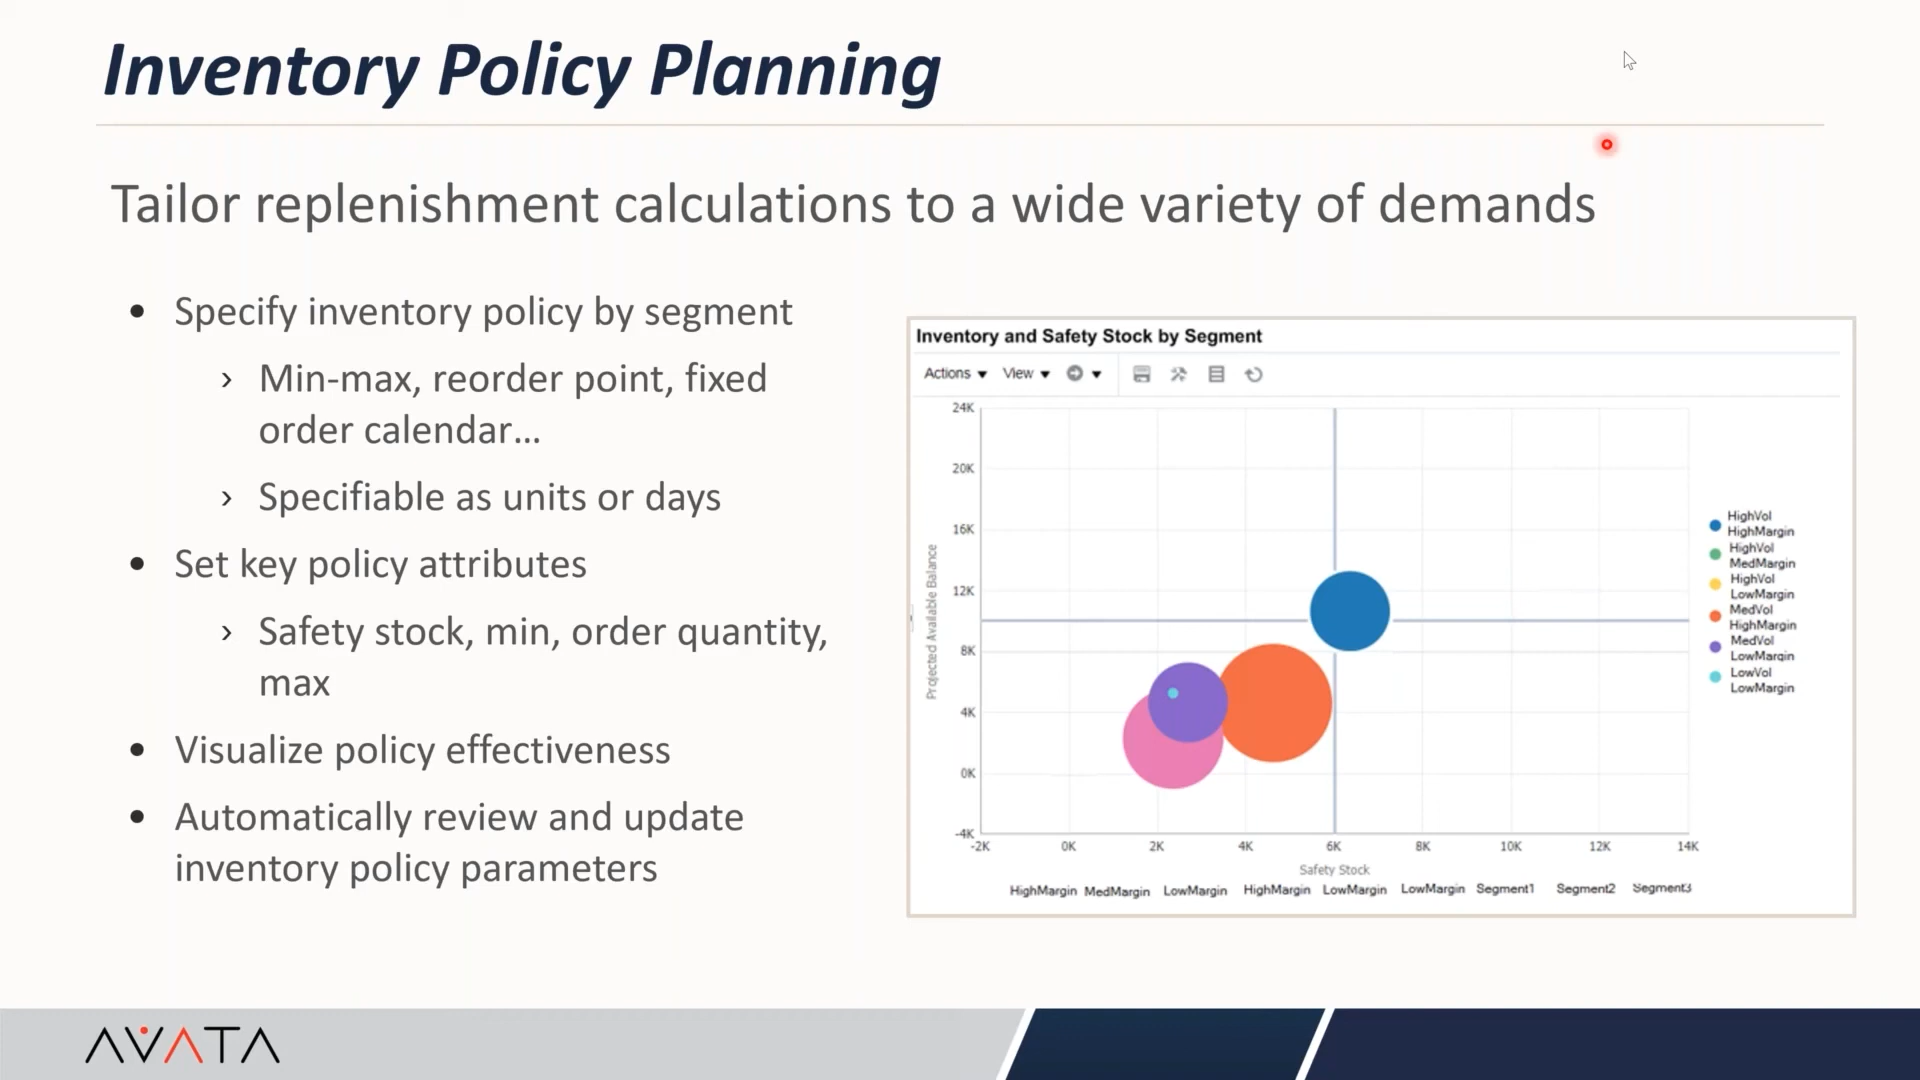 Inventory Policy Planning
Tailor replenishment calculations to a wide variety of demands
• Specify inventory policy by segment
› Min-max, reorder point, fixed
order calendar...
› Specifiable as units or days
• Set key policy attributes
› Safety stock, min, order quantity,
max
• Visualize policy effectiveness
• Automatically review and update
inventory policy parameters
Inventory and Safety Stock by Segment
Actions View
24K
20K
16K
12K
8K
4K
0K
-4K
Projected Available Balance
-2K 0K 2K 4K 6K 8K 10K 12K 14K
Safety Stock
HighMargin MedMargin LowMargin HighMargin LowMargin LowMargin Segment1 Segment2 Segment3
HighVol
HighMargin
HighVol
MedMargin
HighVol
LowMargin
MedVol
HighMargin
MedVol
LowMargin
LowVol
LowMargin
AVATA